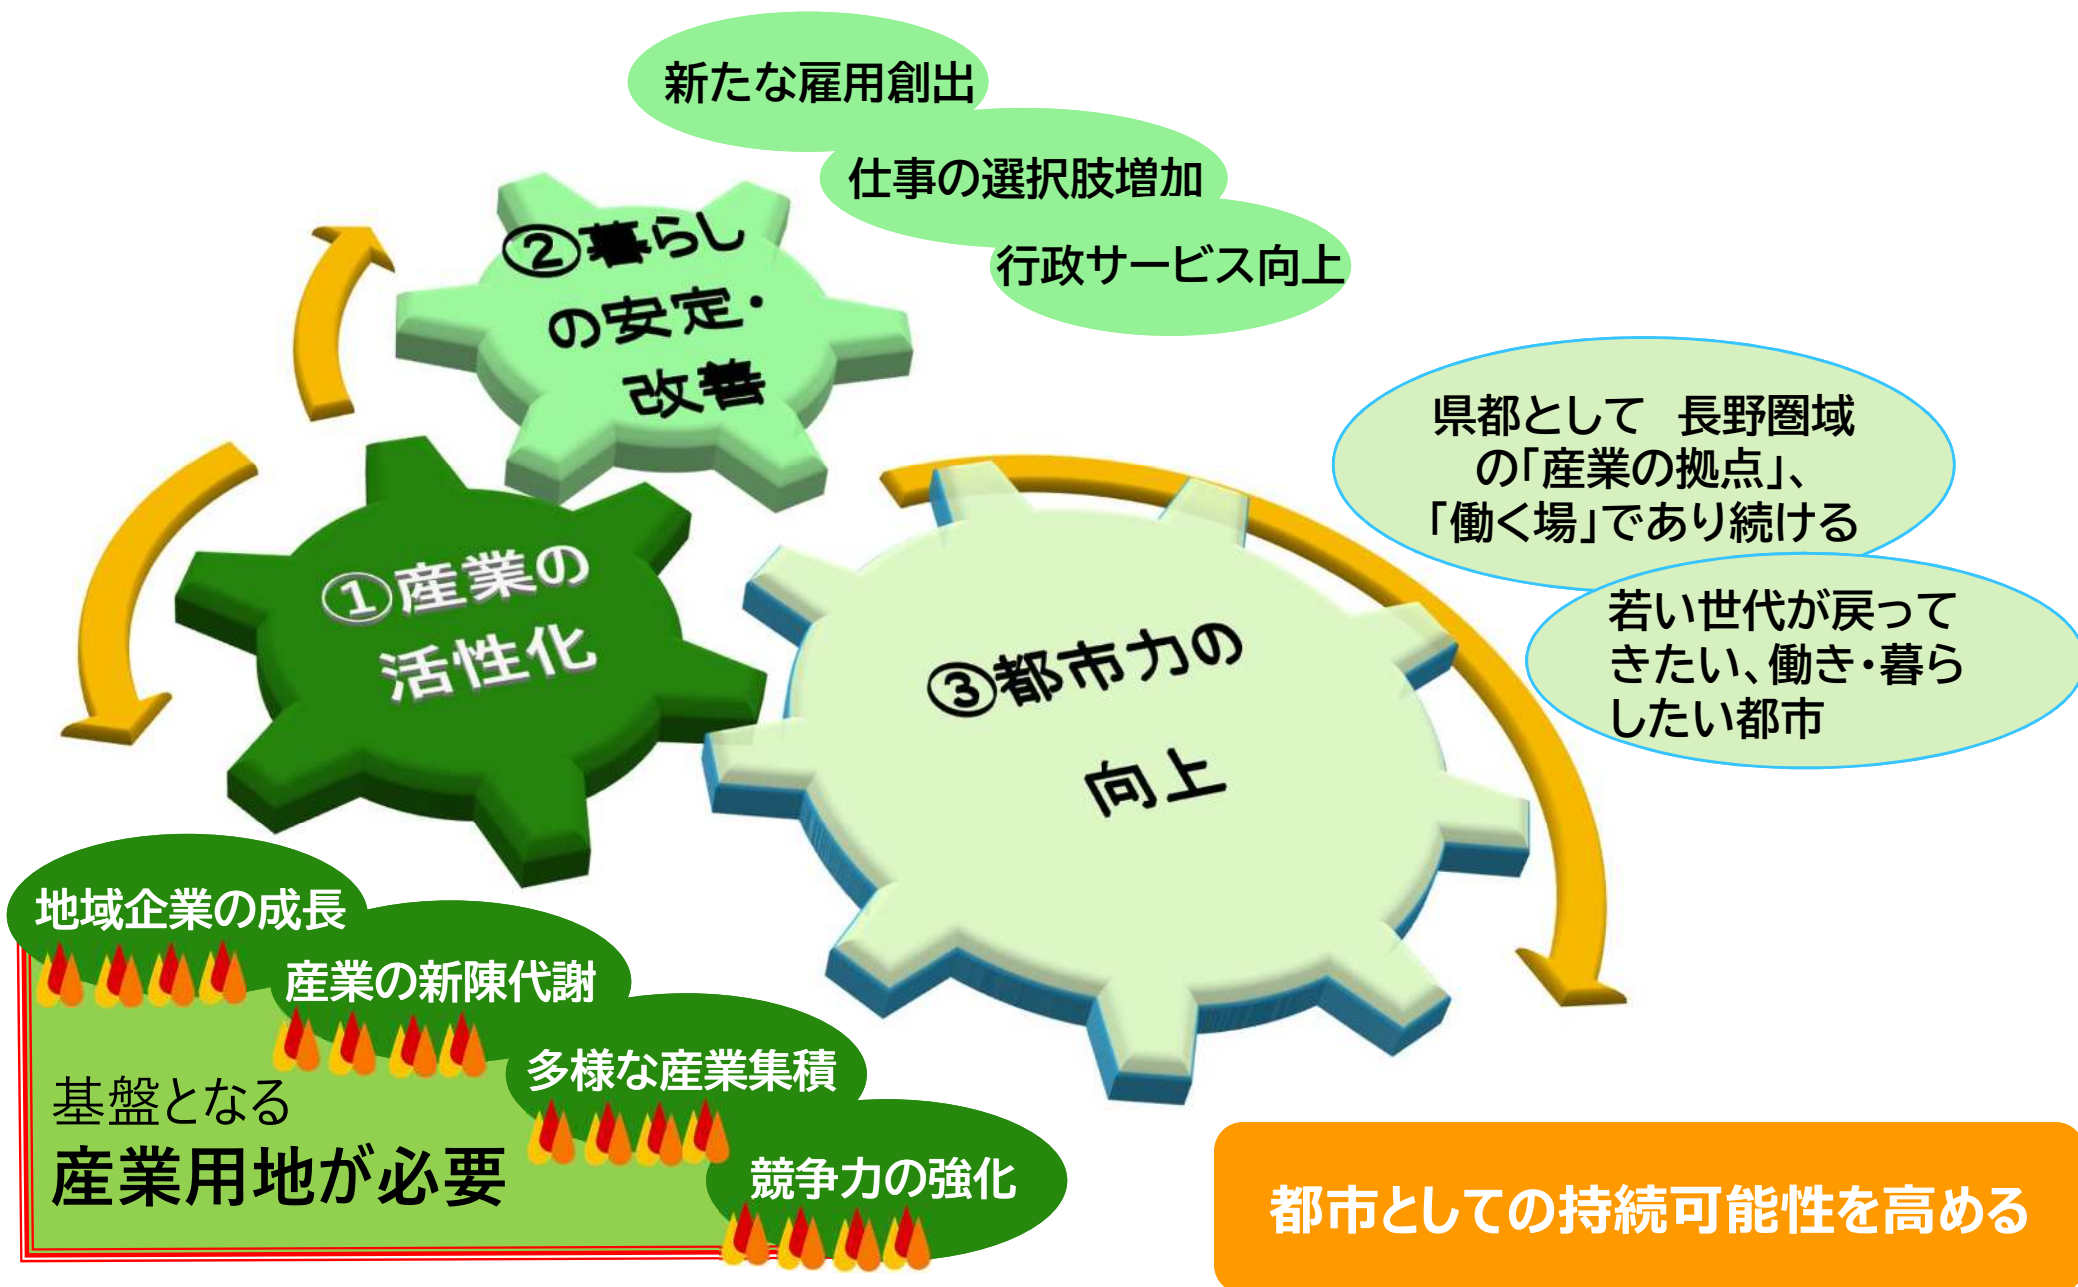 新たな雇用創出
仕事の選択肢増加
行政サービス向上
②暮らし
の安定・
改善
県都として　長野圏域
の「産業の拠点」、
「働く場」であり続ける
若い世代が戻って
きたい、働き・暮ら
したい都市
①産業の
活性化
③都市力の
向上
地域企業の成長
産業の新陳代謝
多様な産業集積
競争力の強化
基盤となる
産業用地が必要
都市としての持続可能性を高める